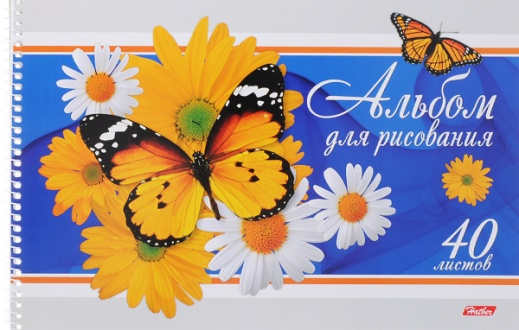 Альбом
для рисования
40
листов
Hatber